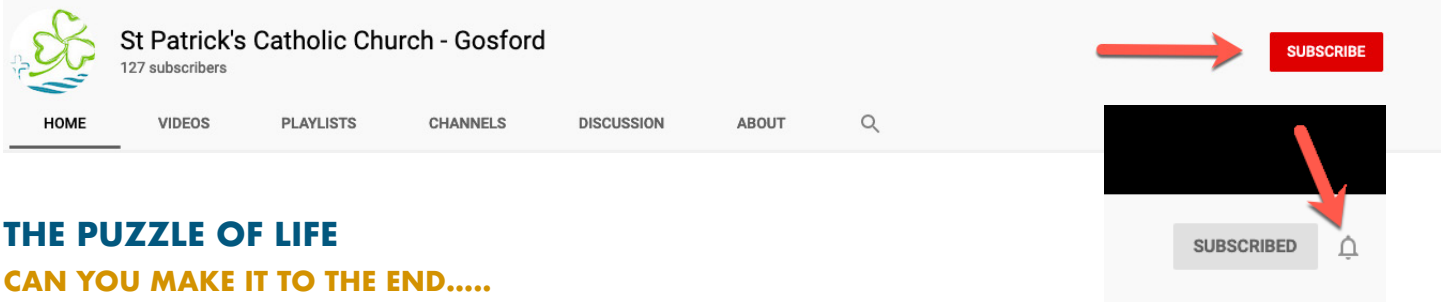 St Patrick's Catholic Church - Gosford
127 subscribers
SUBSCRIBE
HOME VIDEOS PLAYLISTS CHANNELS DISCUSSION ABOUT
SUBSCRIBED
THE PUZZLE OF LIFE
CAN YOU MAKE IT TO THE END.....